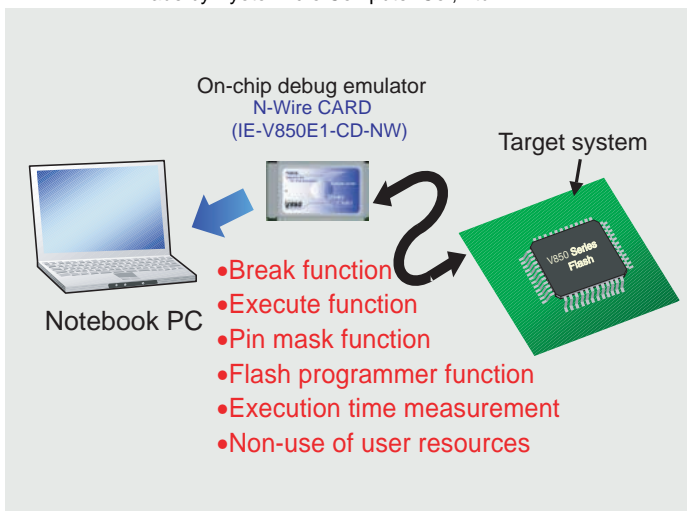 On-chip debug emulator
N-Wire CARD
(IE-V850E1-CD-NW)
Target system
V850 Series
Flash
Notebook PC
•Break function
•Execute function
•Pin mask function
•Flash programmer function
•Execution time measurement
•Non-use of user resources